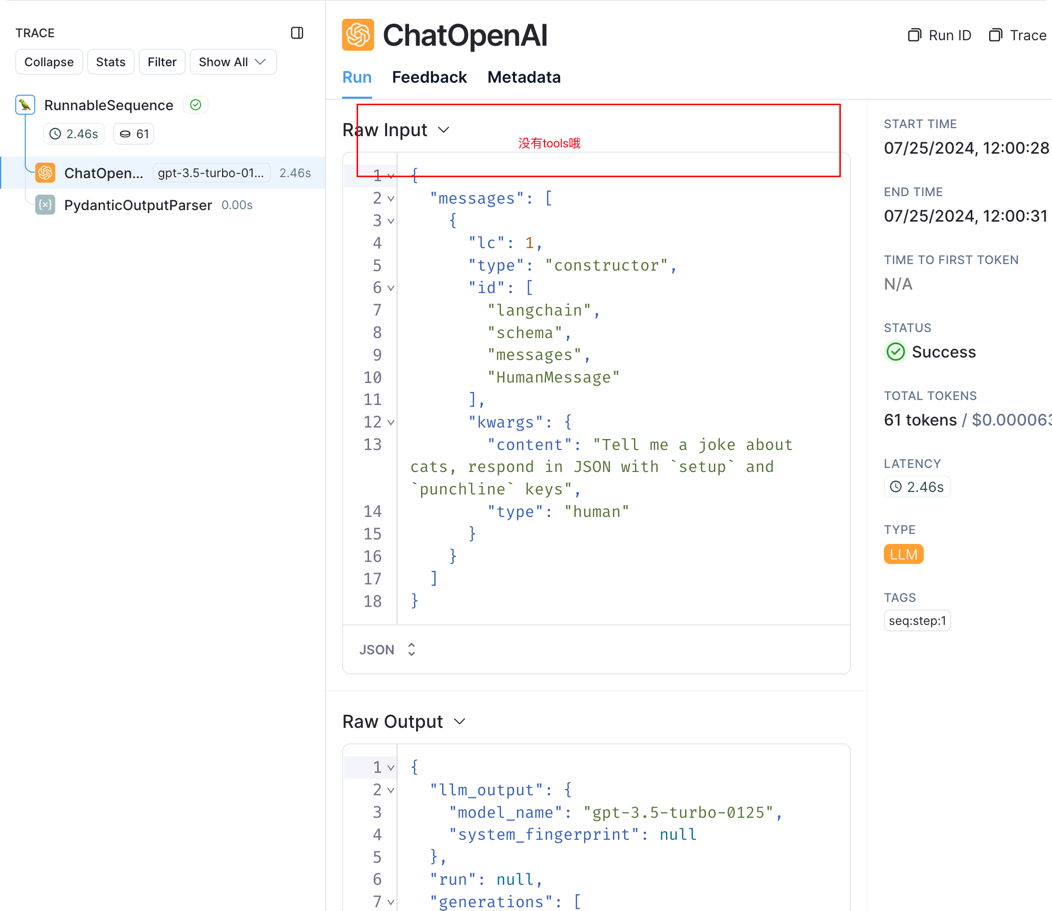 TRACE
Collapse Stats Filter Show All
RunnableSequence
2.46s 61
ChatOpen... gpt-3.5-turbo-01... 2.46s
PydanticOutputParser 0.00s
ChatOpenAI
Run ID Trace
Run Feedback Metadata
Raw Input
没有tools哦
1 {
2 "messages": [
3 {
4 "lc": 1,
5 "type": "constructor",
6 "id": [
7 "langchain",
8 "schema",
9 "messages",
10 "HumanMessage"
11 ],
12 "kwargs": {
13 "content": "Tell me a joke about
cats, respond in JSON with `setup` and
`punchline` keys",
14 "type": "human"
15 }
16 }
17 ]
18 }
JSON
Raw Output
1 {
2 "llm_output": {
3 "model_name": "gpt-3.5-turbo-0125",
4 "system_fingerprint": null
5 },
6 "run": null,
7 "generations": [
START TIME
07/25/2024, 12:00:28
END TIME
07/25/2024, 12:00:31
TIME TO FIRST TOKEN
N/A
STATUS
Success
TOTAL TOKENS
61 tokens / $0.000063
LATENCY
2.46s
TYPE
LLM
TAGS
seq:step:1